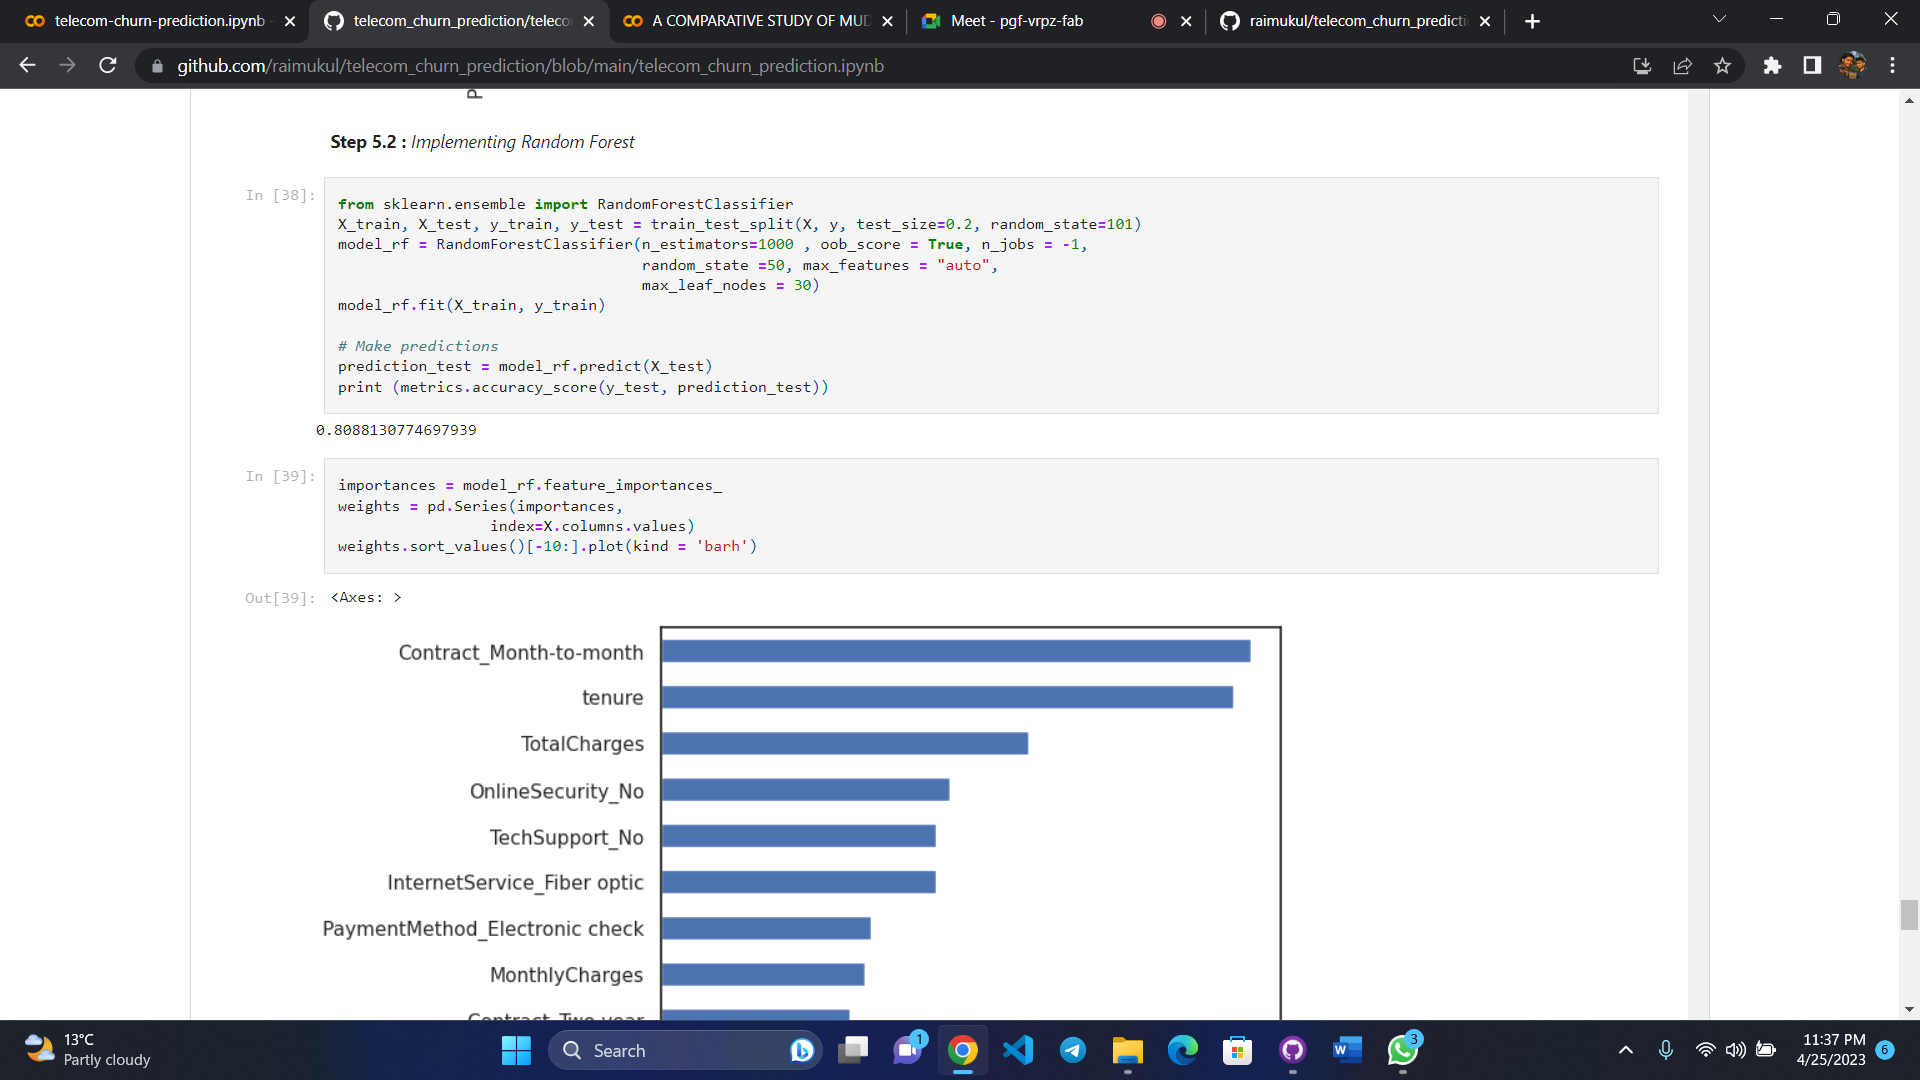 telecom-churn-prediction.ipynb -
telecom_churn_prediction/teleco
A COMPARATIVE STUDY OF MUD
Meet - pgf-vrpz-fab
raimukul/telecom_churn_predicti
github.com/raimukul/telecom_churn_prediction/blob/main/telecom_churn_prediction.ipynb
P
Step 5.2 : Implementing Random Forest
In [38]:
from sklearn.ensemble import RandomForestClassifier
X_train, X_test, y_train, y_test = train_test_split(X, y, test_size=0.2, random_state=101)
model_rf = RandomForestClassifier(n_estimators=1000 , oob_score = True, n_jobs = -1,
random_state =50, max_features = "auto",
max_leaf_nodes = 30)
model_rf.fit(X_train, y_train)
# Make predictions
prediction_test = model_rf.predict(X_test)
print (metrics.accuracy_score(y_test, prediction_test))
0.8088130774697939
In [39]:
importances = model_rf.feature_importances_
weights = pd.Series(importances,
index=X.columns.values)
weights.sort_values()[-10:].plot(kind = 'barh')
Out[39]: <Axes: >
Contract_Month-to-month
tenure
TotalCharges
OnlineSecurity_No
TechSupport_No
InternetService_Fiber optic
PaymentMethod_Electronic check
MonthlyCharges
Contract_Two year
13°C
Partly cloudy
Search
1
3
11:37 PM
4/25/2023
6